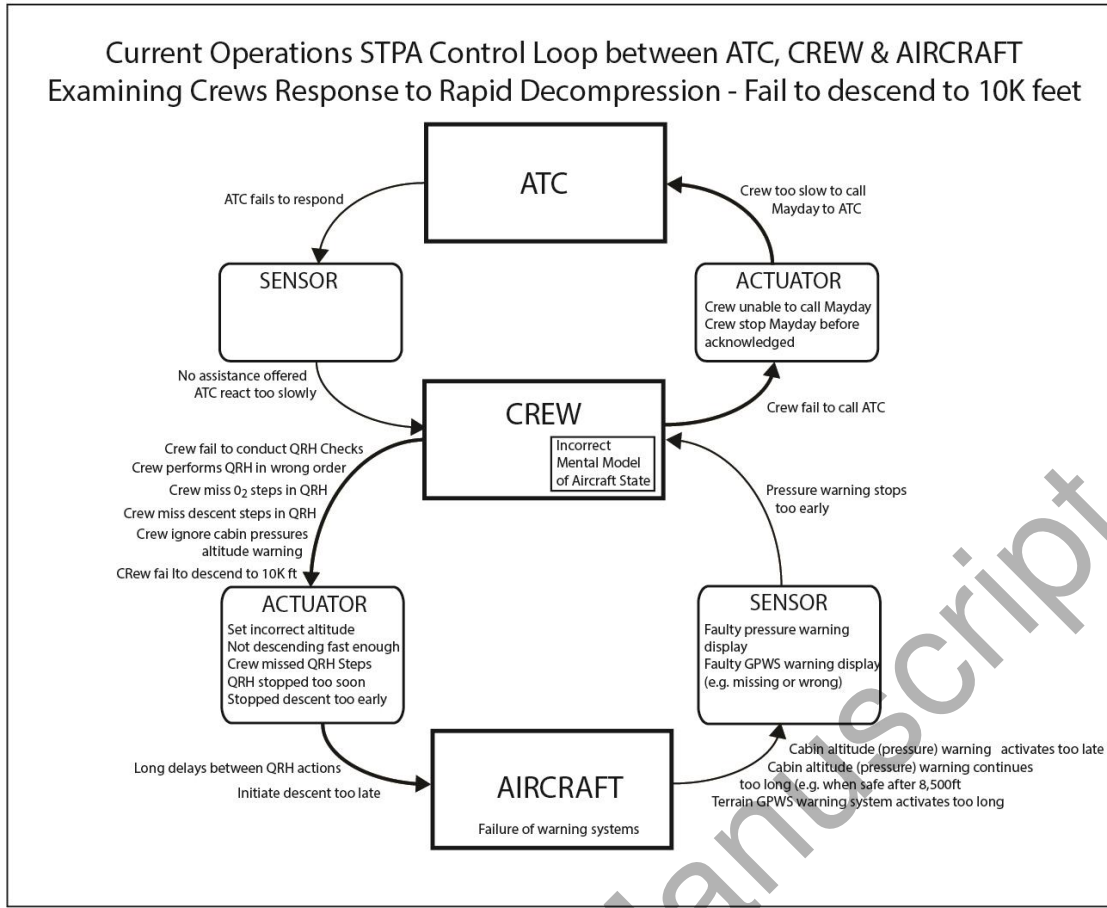 Current Operations STPA Control Loop between ATC, CREW & AIRCRAFT
Examining Crews Response to Rapid Decompression - Fail to descend to 10K feet
ATC
ATC fails to respond
Crew too slow to call
Mayday to ATC
SENSOR
ACTUATOR
Crew unable to call Mayday
Crew stop Mayday before
acknowledged
No assistance offered
ATC react too slowly
CREW
Incorrect
Mental Model
of Aircraft State
Crew fail to call ATC
Crew fail to conduct QRH Checks
Crew performs QRH in wrong order
Crew miss 0₂ steps in QRH
Crew miss descent steps in QRH
Crew ignore cabin pressures
altitude warning
CRew fai lto descend to 10K ft
Pressure warning stops
too early
ACTUATOR
Set incorrect altitude
Not descending fast enough
Crew missed QRH Steps
QRH stopped too soon
Stopped descent too early
SENSOR
Faulty pressure warning
display
Faulty GPWS warning display
(e.g. missing or wrong)
Long delays between QRH actions
Initiate descent too late
AIRCRAFT
Failure of warning systems
Cabin altitude (pressure) warning activates too late
Cabin altitude (pressure) warning continues
too long (e.g. when safe after 8,500ft
Terrain GPWS warning system activates too long
anuscript